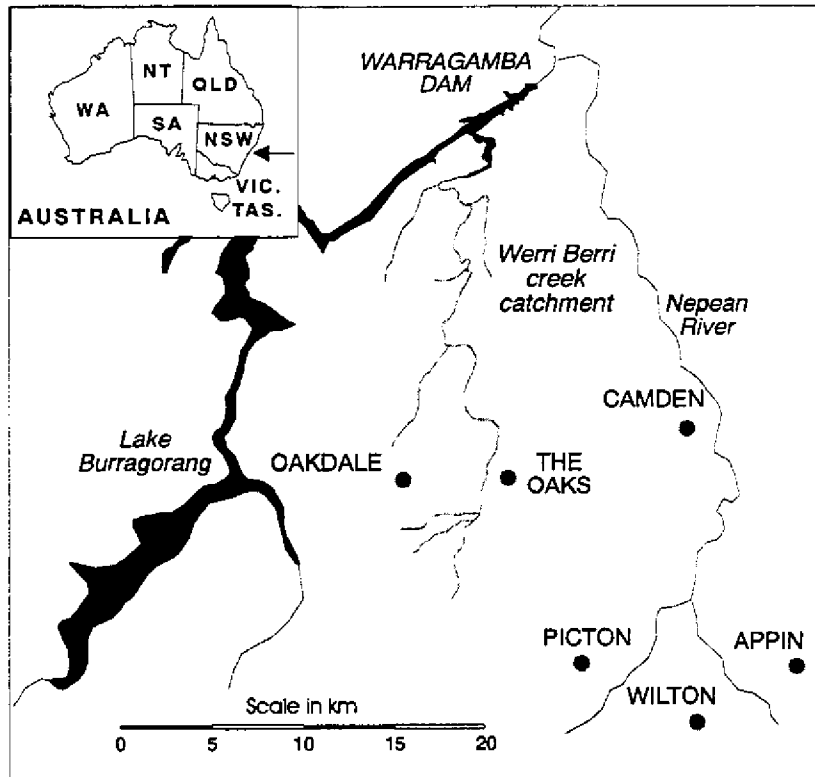 NT
QLD
WA
SA
NSW
VIC.
TAS.
AUSTRALIA
WARRAGAMBA
DAM
Werri Berri
creek
catchment
Nepean
River
CAMDEN
Lake
Burragorang
OAKDALE
THE
OAKS
PICTON
APPIN
WILTON
Scale in km
0 5 10 15 20